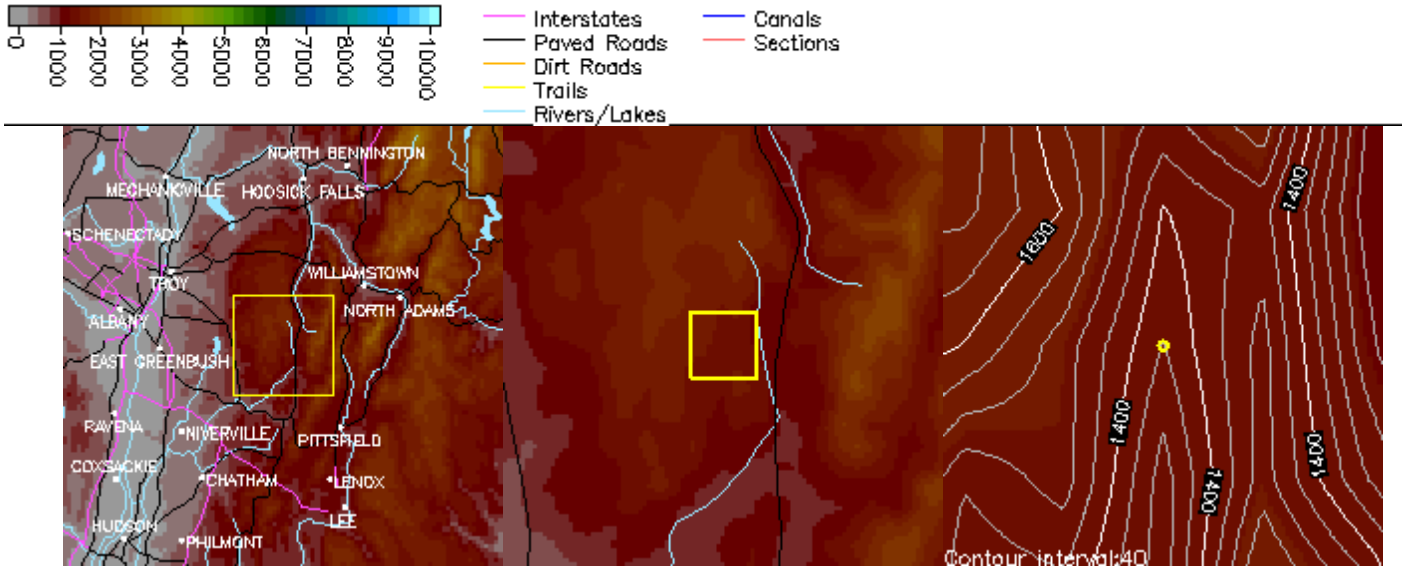 0 1000 2000 3000 4000 5000 6000 7000 8000 9000 10000
Interstates
Paved Roads
Dirt Roads
Trails
Rivers/Lakes
Canals
Sections
NORTH BENNINGTON
MECHANKVILLE HOOSICK FALLS
SCHENECTADY
WILLIAMSTOWN
TROY
NORTH ADAMS
ALBANY
EAST GREENBUSH
RAVENA
NIVERVILLE
PITTSFIELD
COXSACKIE
CHATHAM
LENOX
LEE
HUDSON
PHILMONT
1400
1600
1400
1400
1400
Contour interval:40